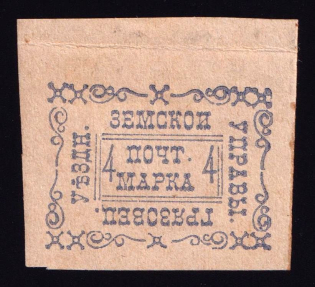 ЗЕМСКОЙ
УПРАВЫ.
ГРЯЗОВЕЦ.
УѢЗДН.
4 ПОЧТ. 4
МАРКА